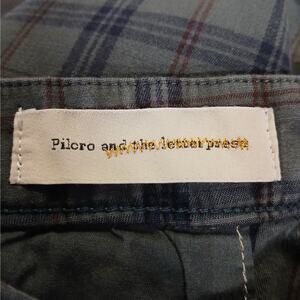 Pilcro and the letterpress